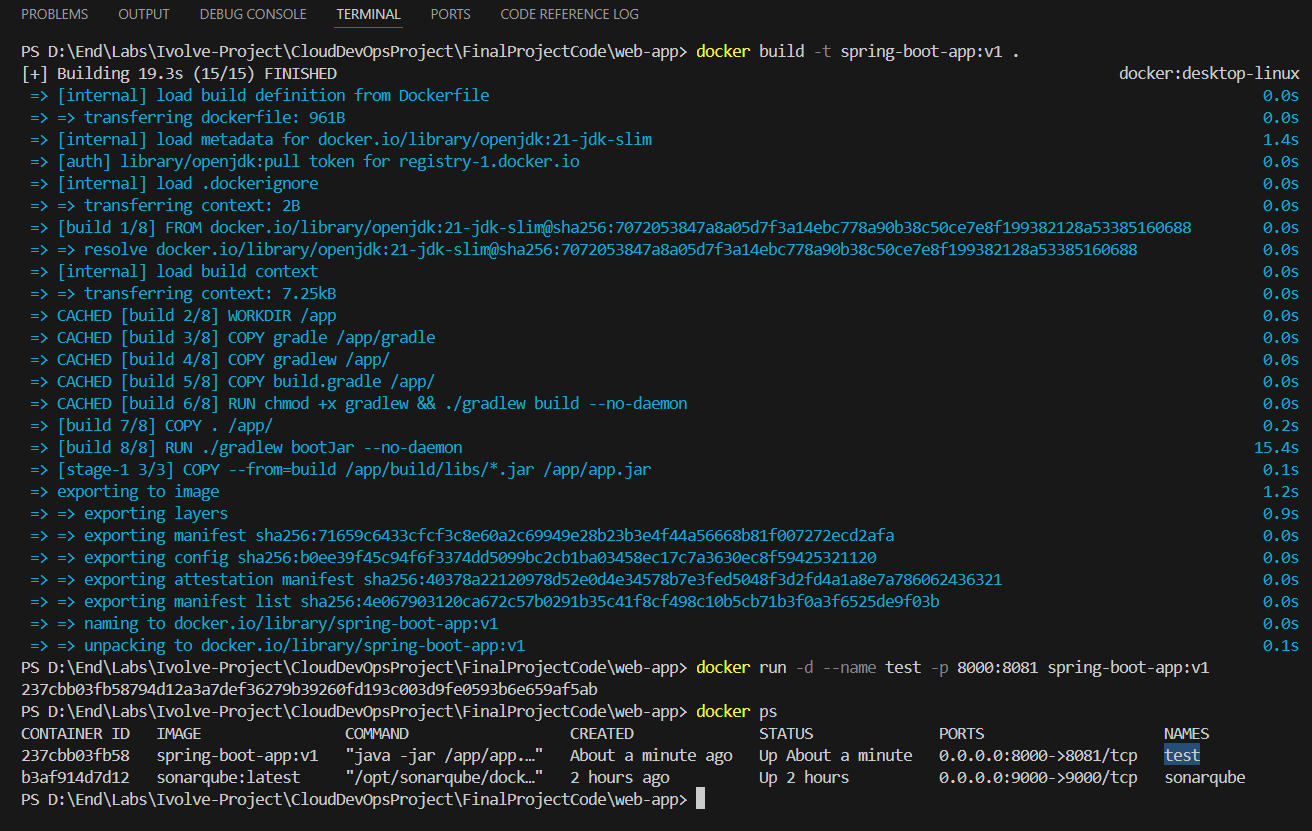 PROBLEMS OUTPUT DEBUG CONSOLE TERMINAL PORTS CODE REFERENCE LOG
PS D:\End\Labs\Ivolve-Project\CloudDevOpsProject\FinalProjectCode\web-app> docker build -t spring-boot-app:v1 .
[+] Building 19.3s (15/15) FINISHED docker:desktop-linux
=> [internal] load build definition from Dockerfile 0.0s
=> => transferring dockerfile: 961B 0.0s
=> [internal] load metadata for docker.io/library/openjdk:21-jdk-slim 1.4s
=> [auth] library/openjdk:pull token for registry-1.docker.io 0.0s
=> [internal] load .dockerignore 0.0s
=> => transferring context: 2B 0.0s
=> [build 1/8] FROM docker.io/library/openjdk:21-jdk-slim@sha256:7072053847a8a05d7f3a14ebc778a90b38c50ce7e8f199382128a53385160688 0.0s
=> => resolve docker.io/library/openjdk:21-jdk-slim@sha256:7072053847a8a05d7f3a14ebc778a90b38c50ce7e8f199382128a53385160688 0.0s
=> [internal] load build context 0.0s
=> => transferring context: 7.25kB 0.0s
=> CACHED [build 2/8] WORKDIR /app 0.0s
=> CACHED [build 3/8] COPY gradle /app/gradle 0.0s
=> CACHED [build 4/8] COPY gradlew /app/ 0.0s
=> CACHED [build 5/8] COPY build.gradle /app/ 0.0s
=> CACHED [build 6/8] RUN chmod +x gradlew && ./gradlew build --no-daemon 0.0s
=> [build 7/8] COPY . /app/ 0.2s
=> [build 8/8] RUN ./gradlew bootJar --no-daemon 15.4s
=> [stage-1 3/3] COPY --from=build /app/build/libs/*.jar /app/app.jar 0.1s
=> exporting to image 1.2s
=> => exporting layers 0.9s
=> => exporting manifest sha256:71659c6433cfcf3c8e60a2c69949e28b23b3e4f44a56668b81f007272ecd2afa 0.0s
=> => exporting config sha256:b0ee39f45c94f6f3374dd5099bc2cb1ba03458ec17c7a3630ec8f59425321120 0.0s
=> => exporting attestation manifest sha256:40378a22120978d52e0d4e34578b7e3fed5048f3d2fd4a1a8e7a786062436321 0.0s
=> => exporting manifest list sha256:4e067903120ca672c57b0291b35c41f8cf498c10b5cb71b3f0a3f6525de9f03b 0.0s
=> => naming to docker.io/library/spring-boot-app:v1 0.0s
=> => unpacking to docker.io/library/spring-boot-app:v1 0.1s
PS D:\End\Labs\Ivolve-Project\CloudDevOpsProject\FinalProjectCode\web-app> docker run -d --name test -p 8000:8081 spring-boot-app:v1
237cbb03fb58794d12a3a7def36279b39260fd193c003d9fe0593b6e659af5ab
PS D:\End\Labs\Ivolve-Project\CloudDevOpsProject\FinalProjectCode\web-app> docker ps
CONTAINER ID IMAGE COMMAND CREATED STATUS PORTS NAMES
237cbb03fb58 spring-boot-app:v1 "java -jar /app/app.…" About a minute ago Up About a minute 0.0.0.0:8000->8081/tcp test
b3af914d7d12 sonarqube:latest "/opt/sonarqube/dock…" 2 hours ago Up 2 hours 0.0.0.0:9000->9000/tcp sonarqube
PS D:\End\Labs\Ivolve-Project\CloudDevOpsProject\FinalProjectCode\web-app>